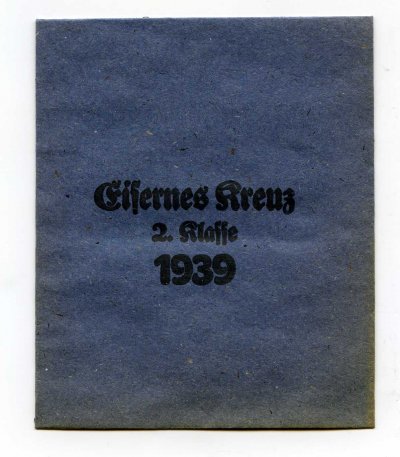 Eisernes Kreuz
2. Klasse
1939